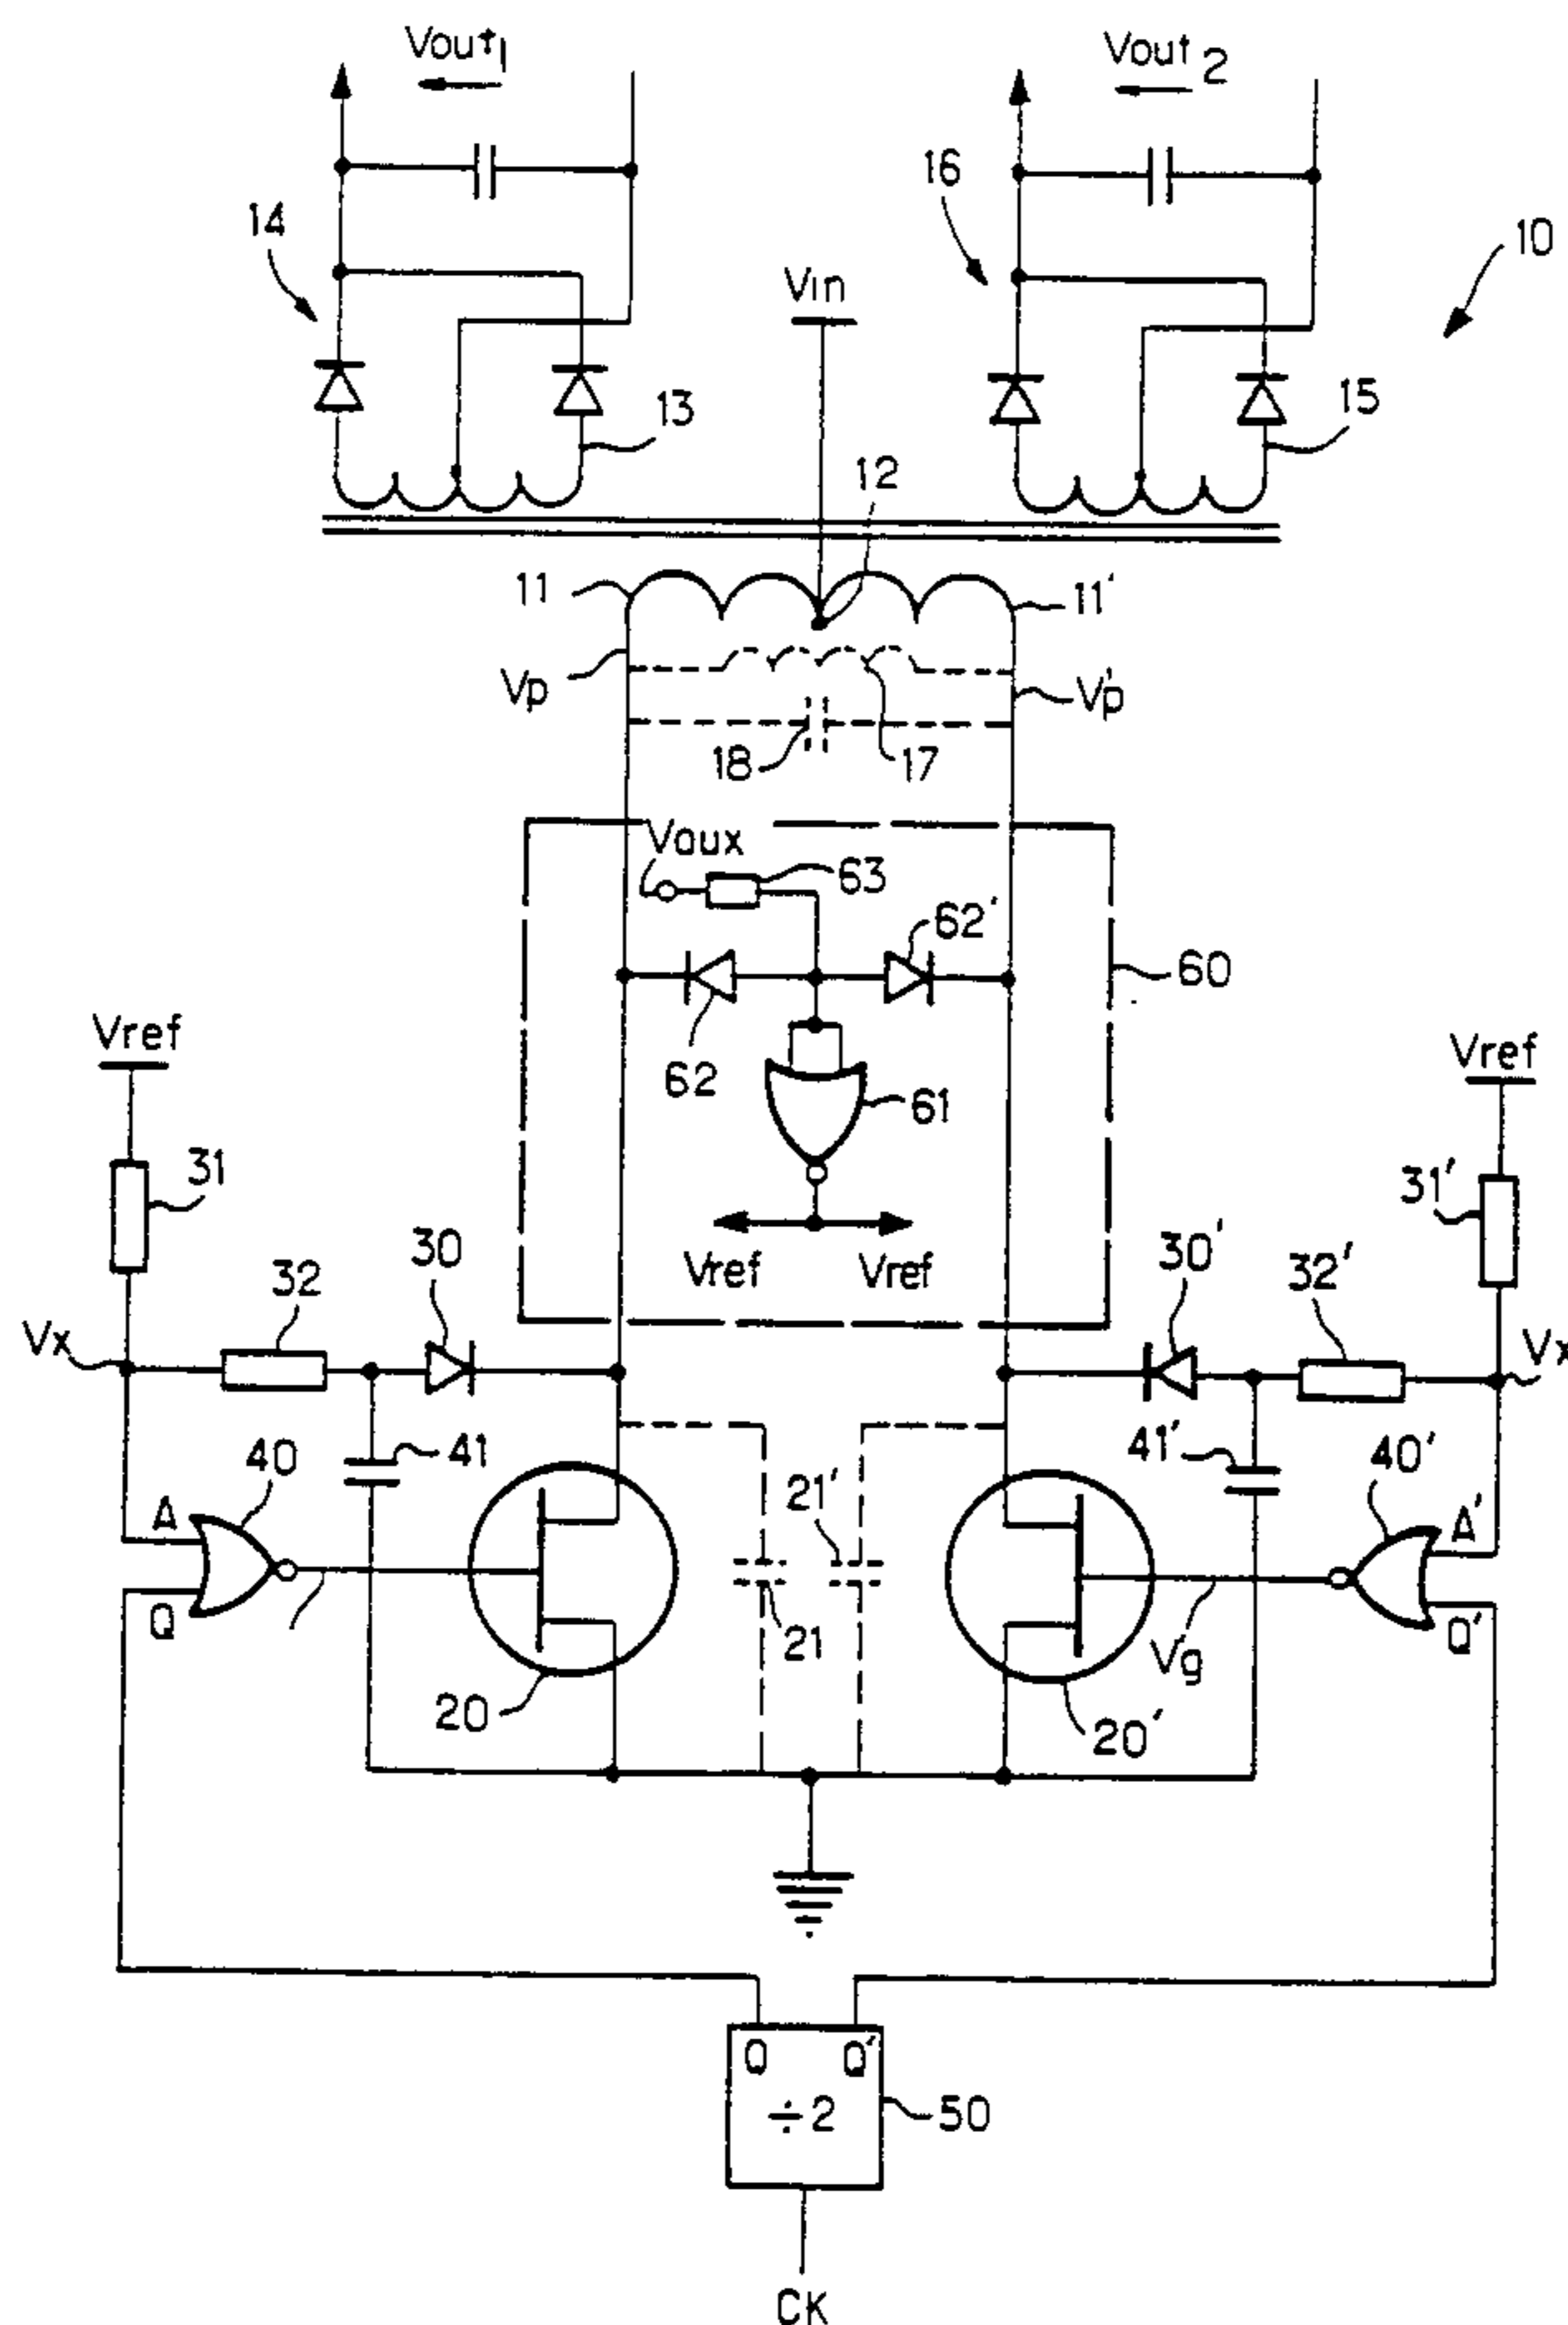 Vout1
Vout2
14
16
10
Vin
13
15
12
11
11'
Vp
V'p
18
17
Vaux
63
62'
60
Vref
62
61
Vref
31
31'
Vref
Vref
30
30'
32
32'
Vx
Vx
41
41'
40
40'
A
A'
21'
Q
21
Q'
Vg
20
20'
Q
Q'
÷2
50
CK